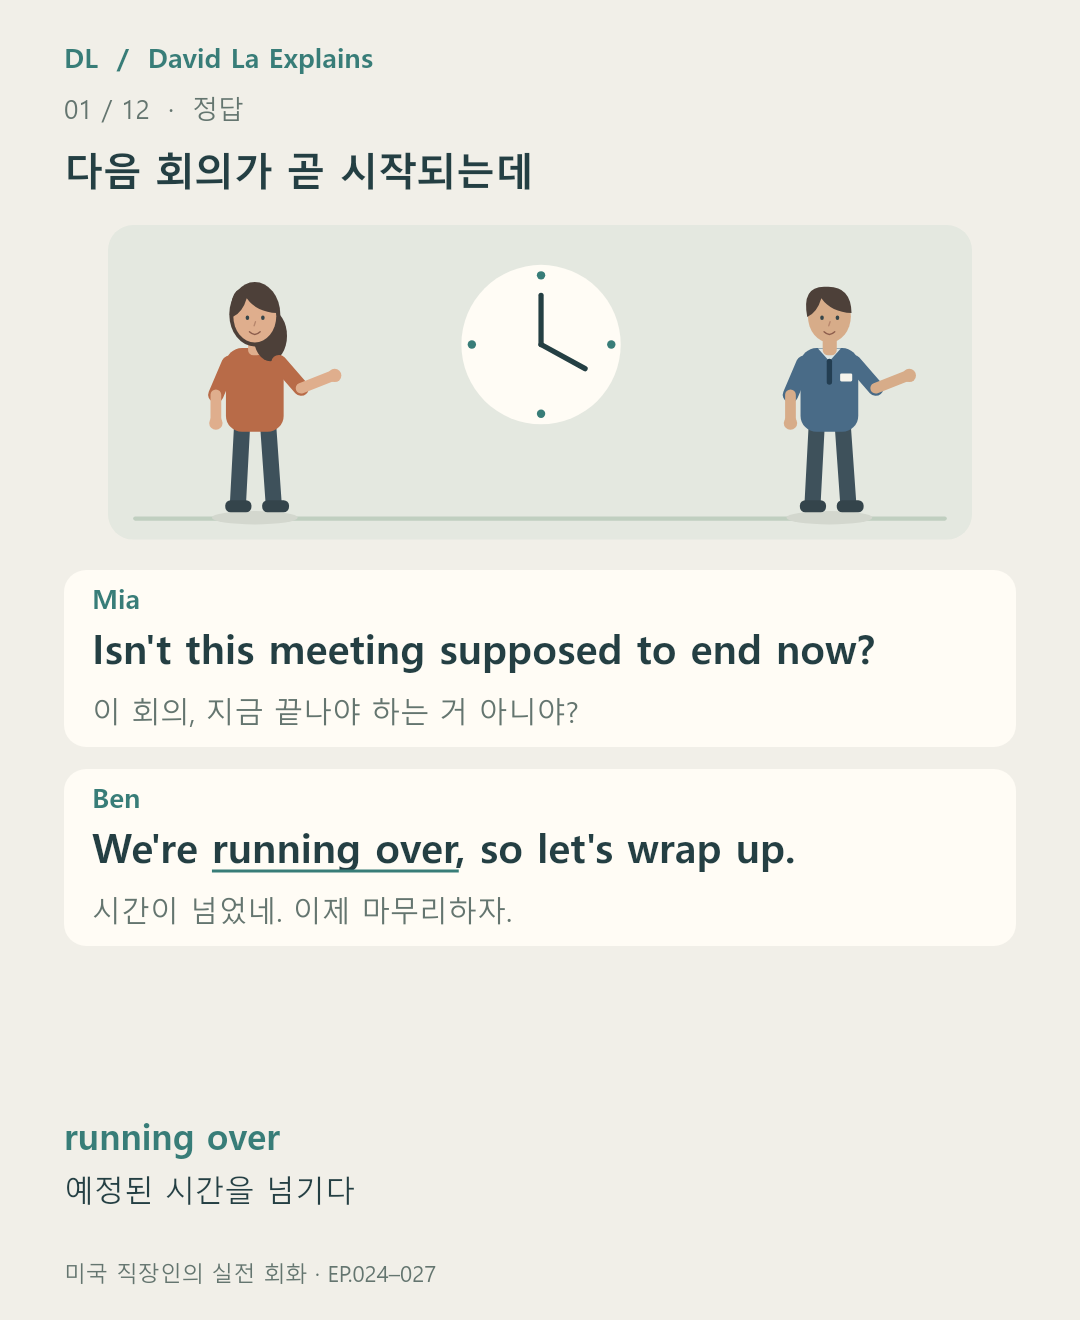 DL / David La Explains
01 / 12 · 정답
다음 회의가 곧 시작되는데
Mia
Isn't this meeting supposed to end now?
이 회의, 지금 끝나야 하는 거 아니야?
Ben
We're running over, so let's wrap up.
시간이 넘었네. 이제 마무리하자.
running over
예정된 시간을 넘기다
미국 직장인의 실전 회화 · EP.024–027